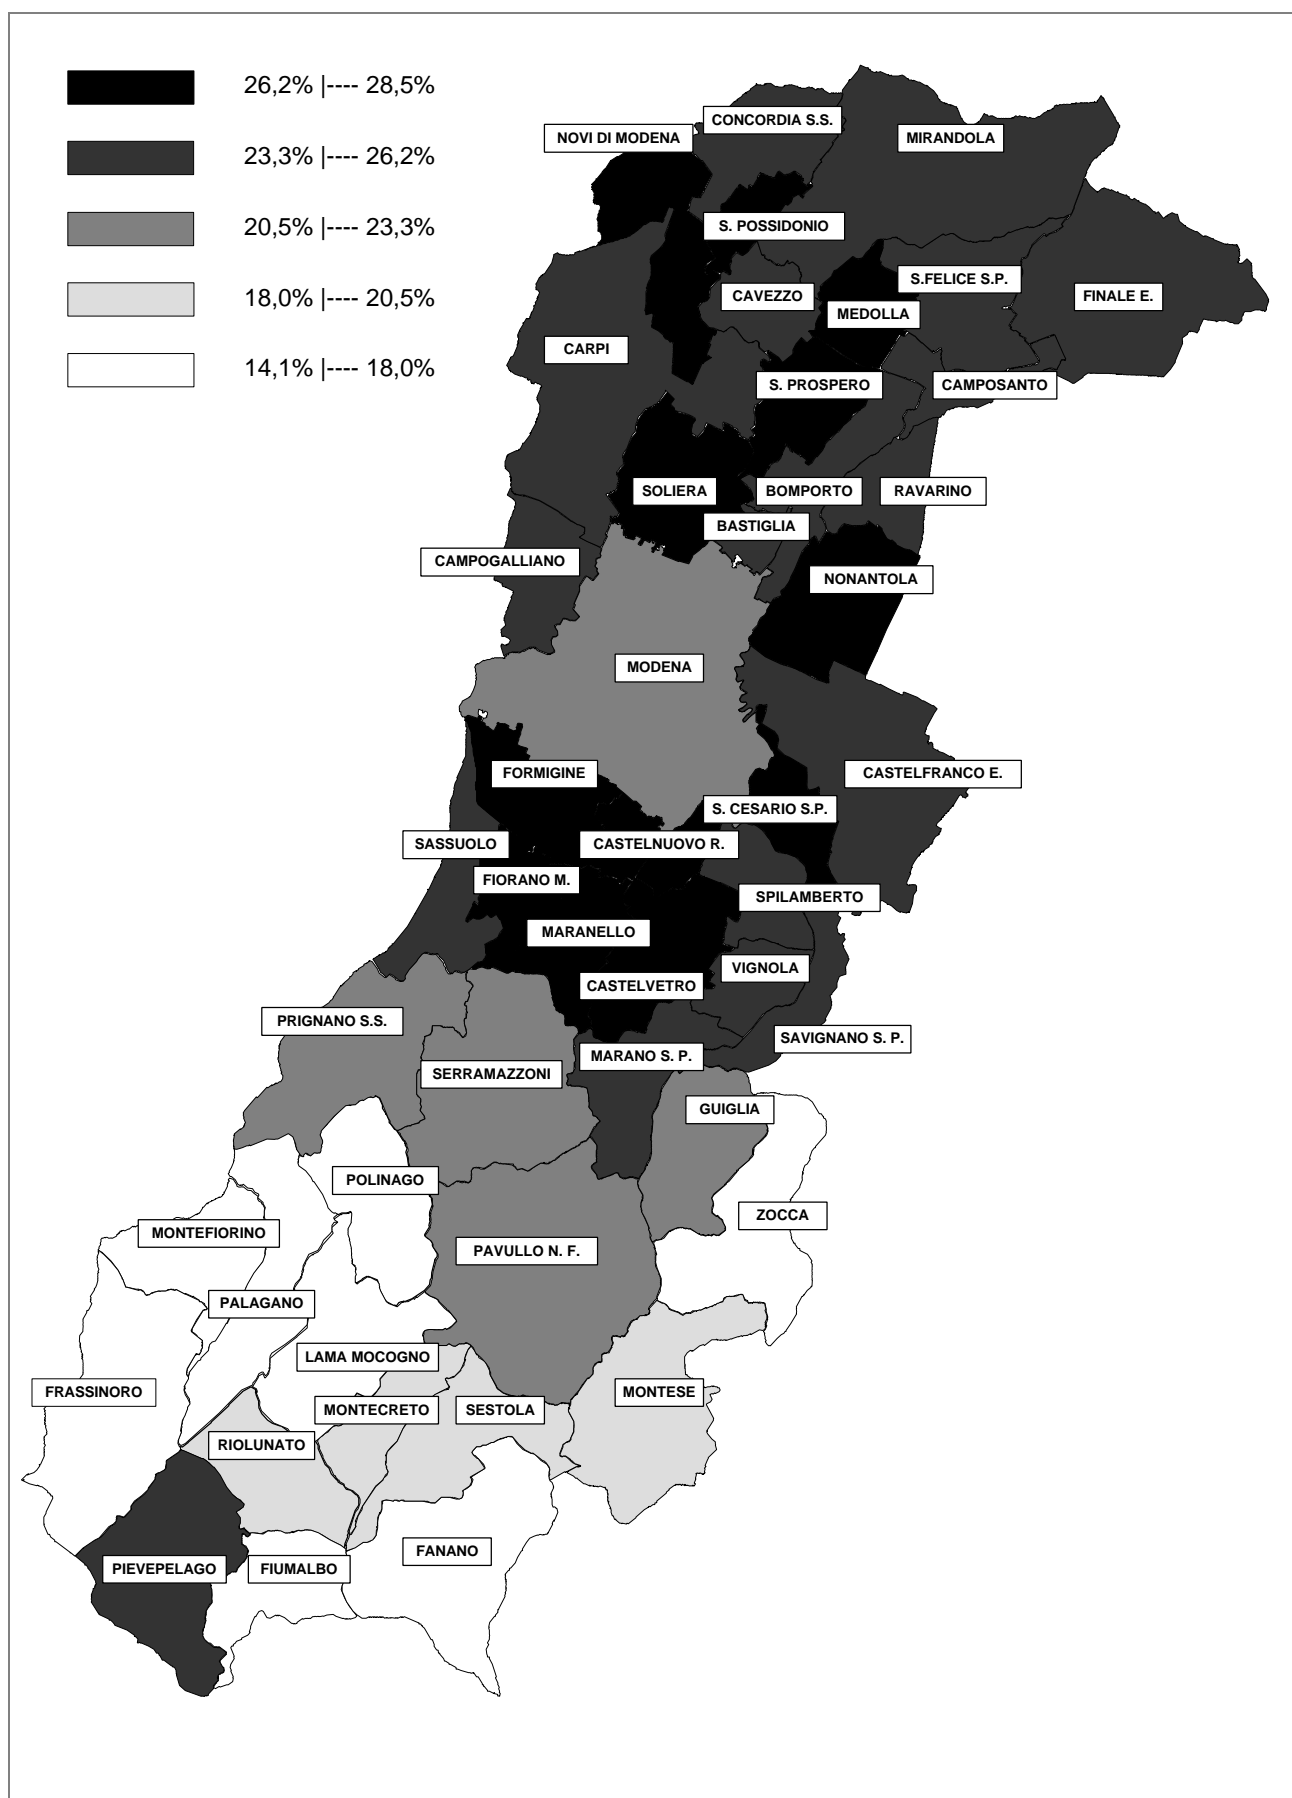 26,2% |---- 28,5%
23,3% |---- 26,2%
20,5% |---- 23,3%
18,0% |---- 20,5%
14,1% |---- 18,0%
CONCORDIA S.S.
NOVI DI MODENA
MIRANDOLA
S. POSSIDONIO
S.FELICE S.P.
CAVEZZO
FINALE E.
MEDOLLA
CARPI
S. PROSPERO
CAMPOSANTO
SOLIERA
BOMPORTO
RAVARINO
BASTIGLIA
CAMPOGALLIANO
NONANTOLA
MODENA
FORMIGINE
CASTELFRANCO E.
S. CESARIO S.P.
SASSUOLO
CASTELNUOVO R.
FIORANO M.
SPILAMBERTO
MARANELLO
VIGNOLA
CASTELVETRO
PRIGNANO S.S.
SAVIGNANO S. P.
MARANO S. P.
SERRAMAZZONI
GUIGLIA
POLINAGO
ZOCCA
MONTEFIORINO
PAVULLO N. F.
PALAGANO
LAMA MOCOGNO
FRASSINORO
MONTESE
MONTECRETO
SESTOLA
RIOLUNATO
FANANO
PIEVEPELAGO
FIUMALBO